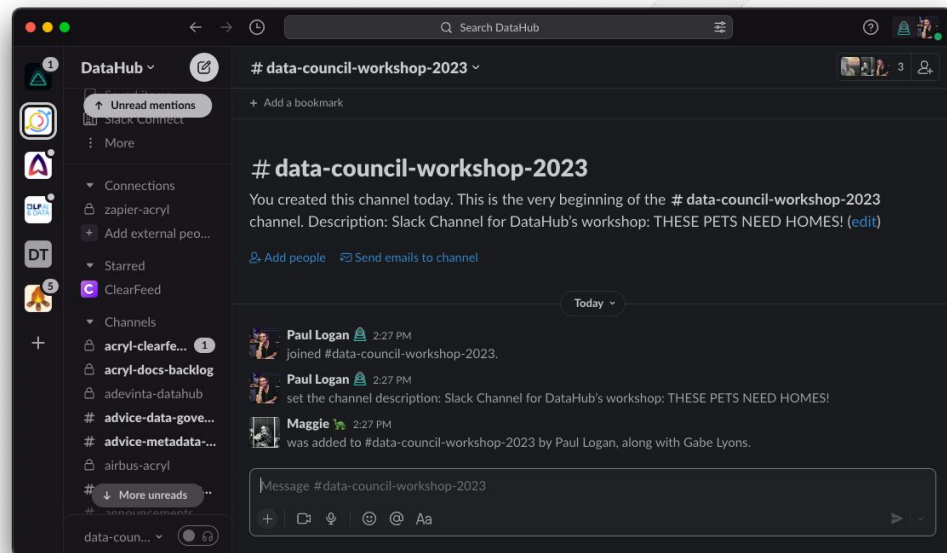 Search DataHub
1
DataHub
# data-council-workshop-2023
3
Unread mentions
+ Add a bookmark
Slack Connect
More
# data-council-workshop-2023
Connections
You created this channel today. This is the very beginning of the # data-council-workshop-2023
channel. Description: Slack Channel for DataHub's workshop: THESE PETS NEED HOMES! (edit)
zapier-acryl
Add external peo...
DT
Add people
Send emails to channel
Starred
5
ClearFeed
Today
Channels
Paul Logan 2:27 PM
joined #data-council-workshop-2023.
acryl-clearfe... 1
acryl-docs-backlog
Paul Logan 2:27 PM
set the channel description: Slack Channel for DataHub's workshop: THESE PETS NEED HOMES!
adevinta-datahub
# advice-data-gove...
Maggie 2:27 PM
was added to #data-council-workshop-2023 by Paul Logan, along with Gabe Lyons.
# advice-metadata-...
airbus-acryl
More unreads
# announcements
Message #data-council-workshop-2023
Aa
data-coun...